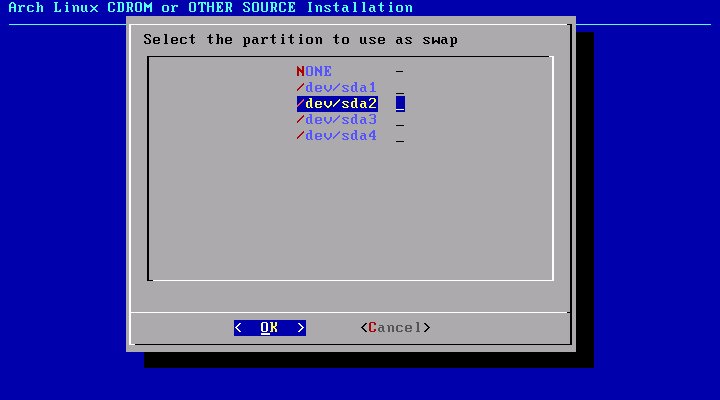 Arch Linux CDROM or OTHER SOURCE Installation
Select the partition to use as swap
NONE -
/dev/sda1 _
/dev/sda2 _
/dev/sda3 _
/dev/sda4 _
< OK > <Cancel>